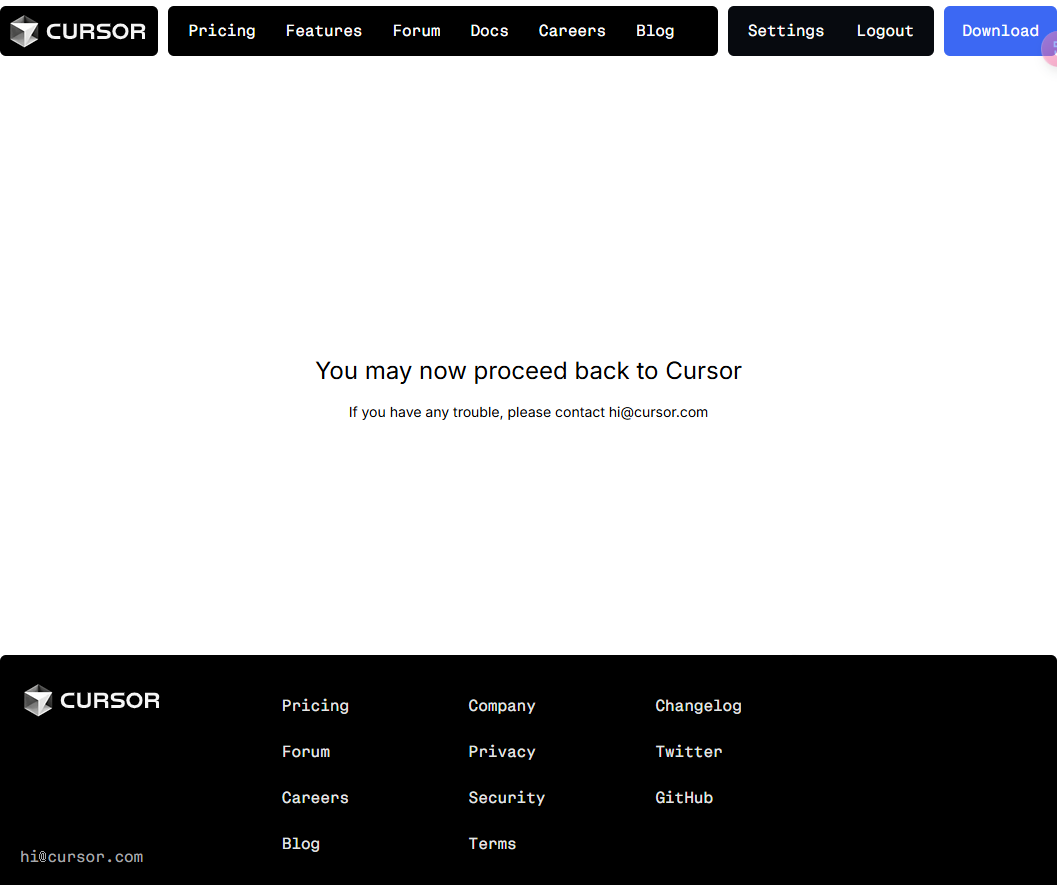 CURSOR Pricing Features Forum Docs Careers Blog Settings Logout Download
You may now proceed back to Cursor
If you have any trouble, please contact hi@cursor.com
CURSOR
Pricing Company Changelog
Forum Privacy Twitter
Careers Security GitHub
Blog Terms
hi@cursor.com